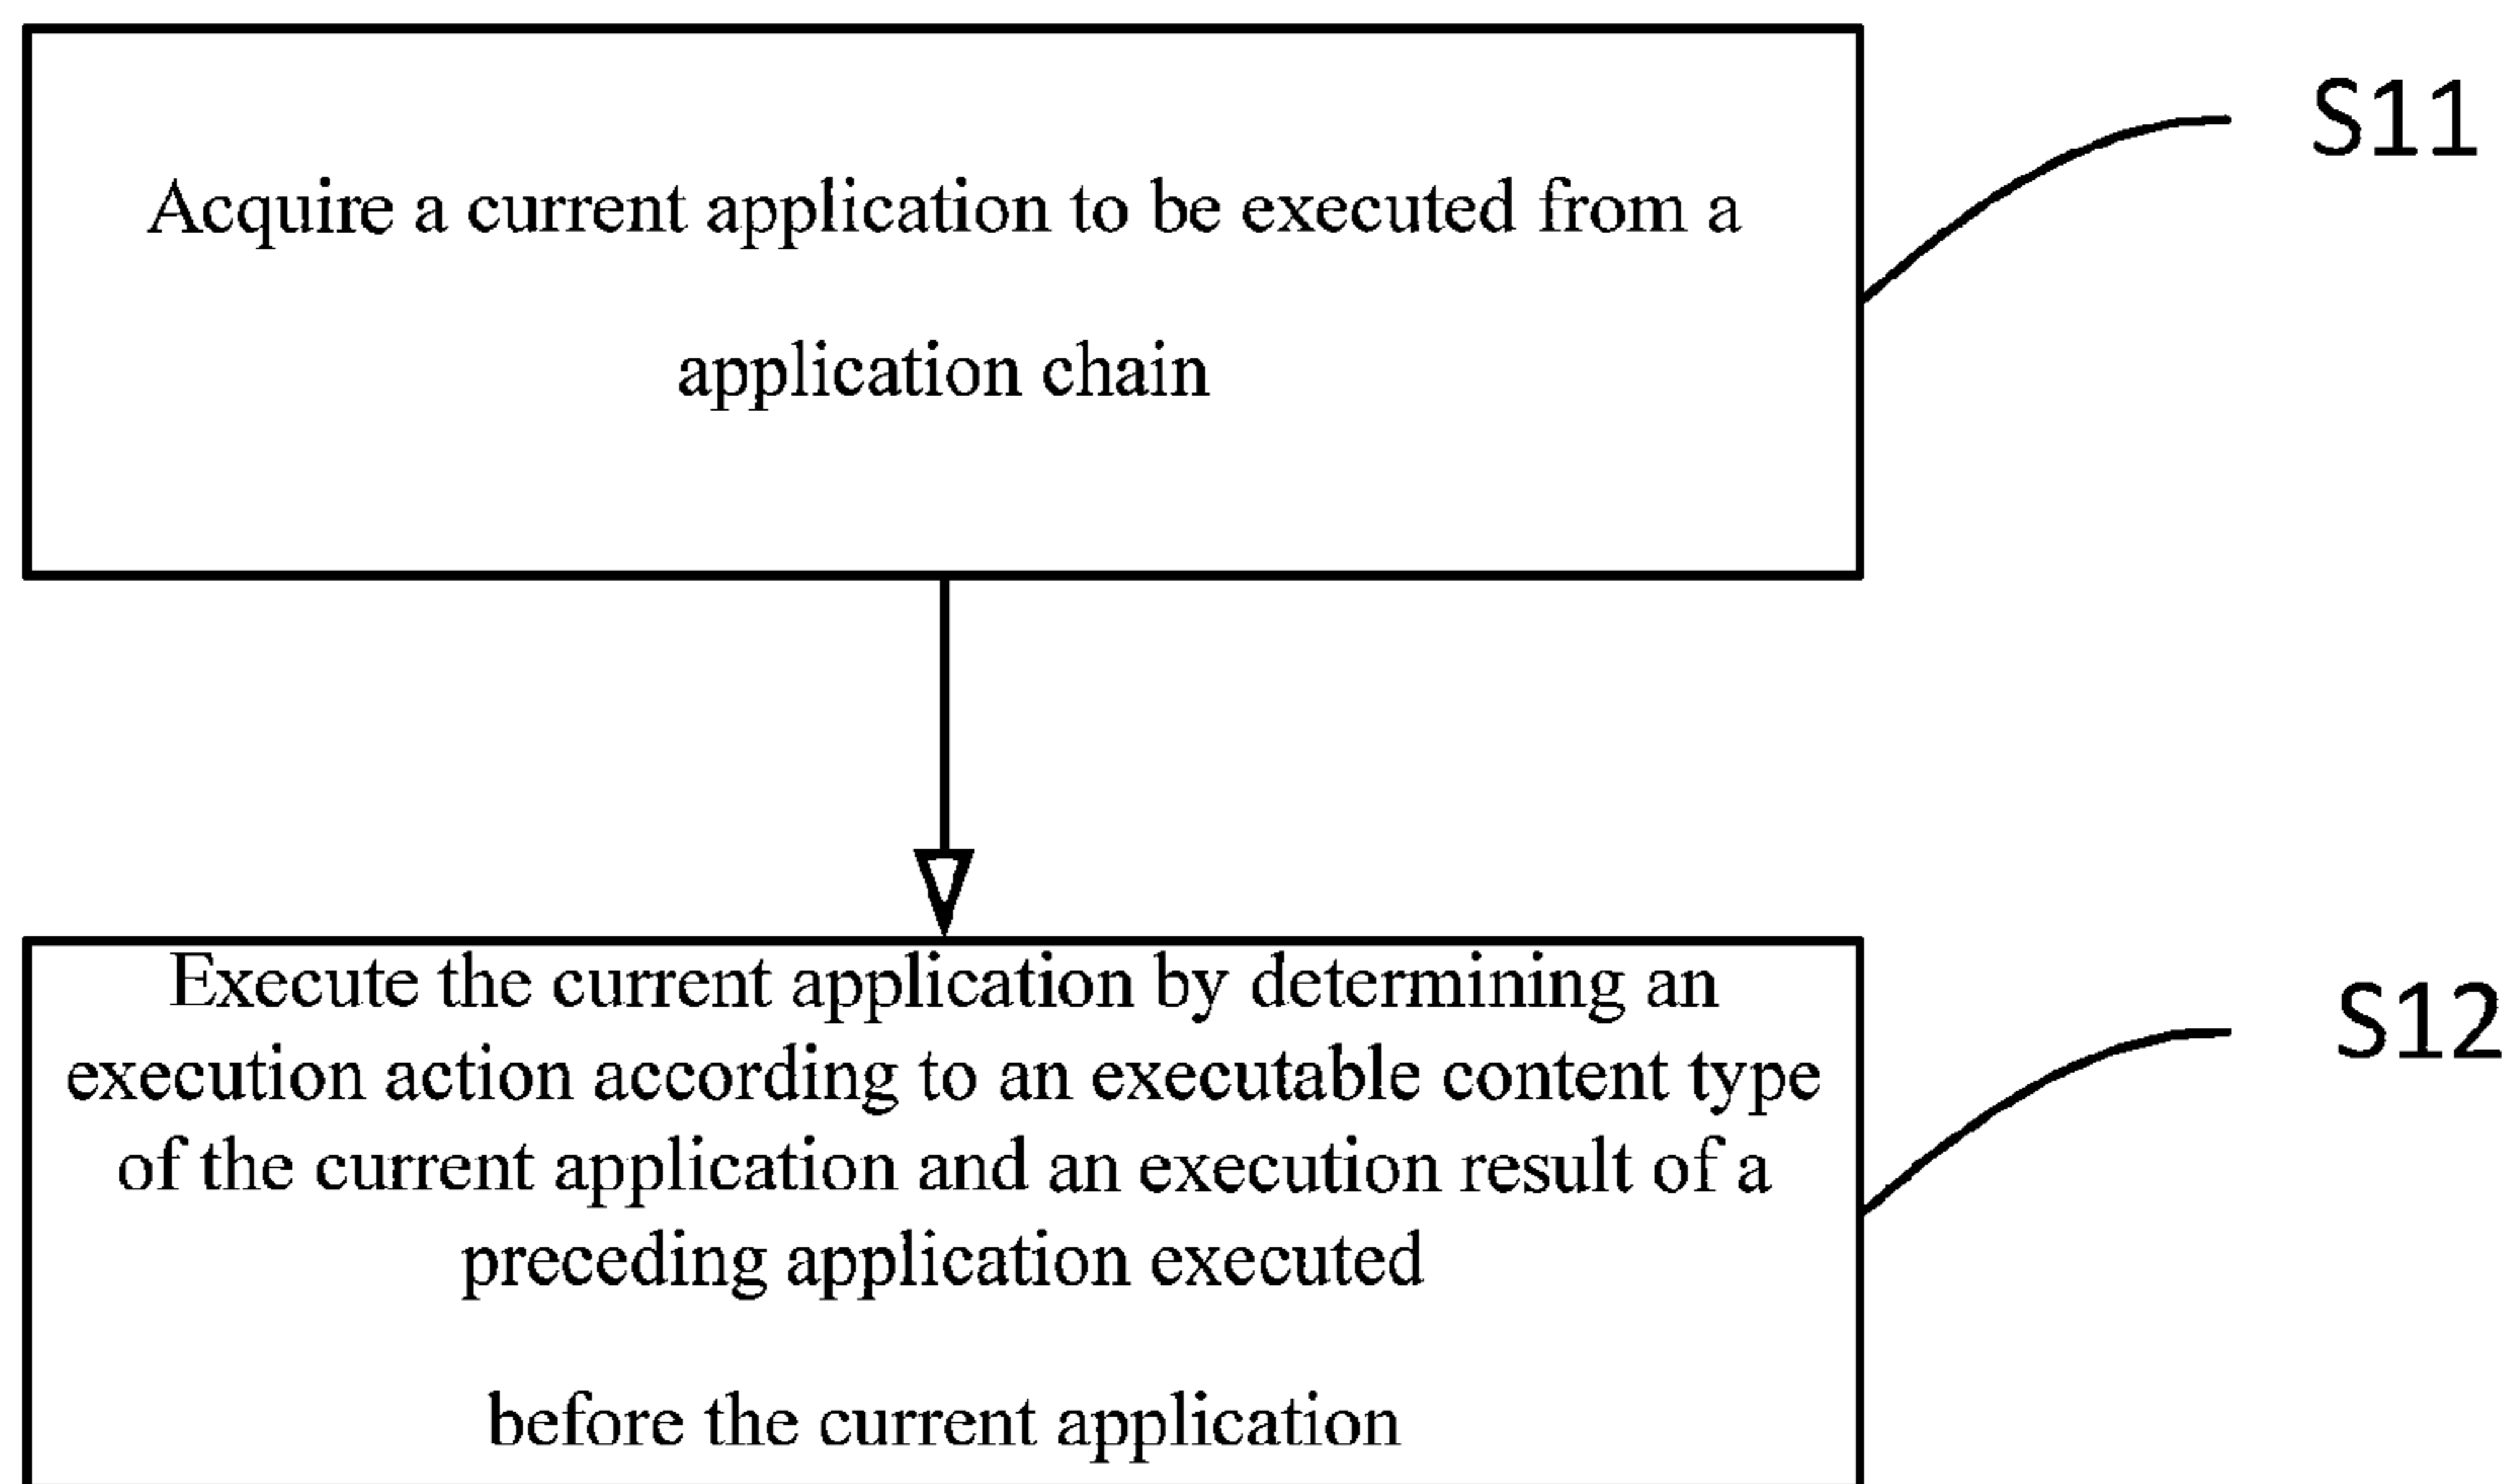 S11
Acquire a current application to be executed from a
application chain
S12
Execute the current application by determining an
execution action according to an executable content type
of the current application and an execution result of a
preceding application executed
before the current application